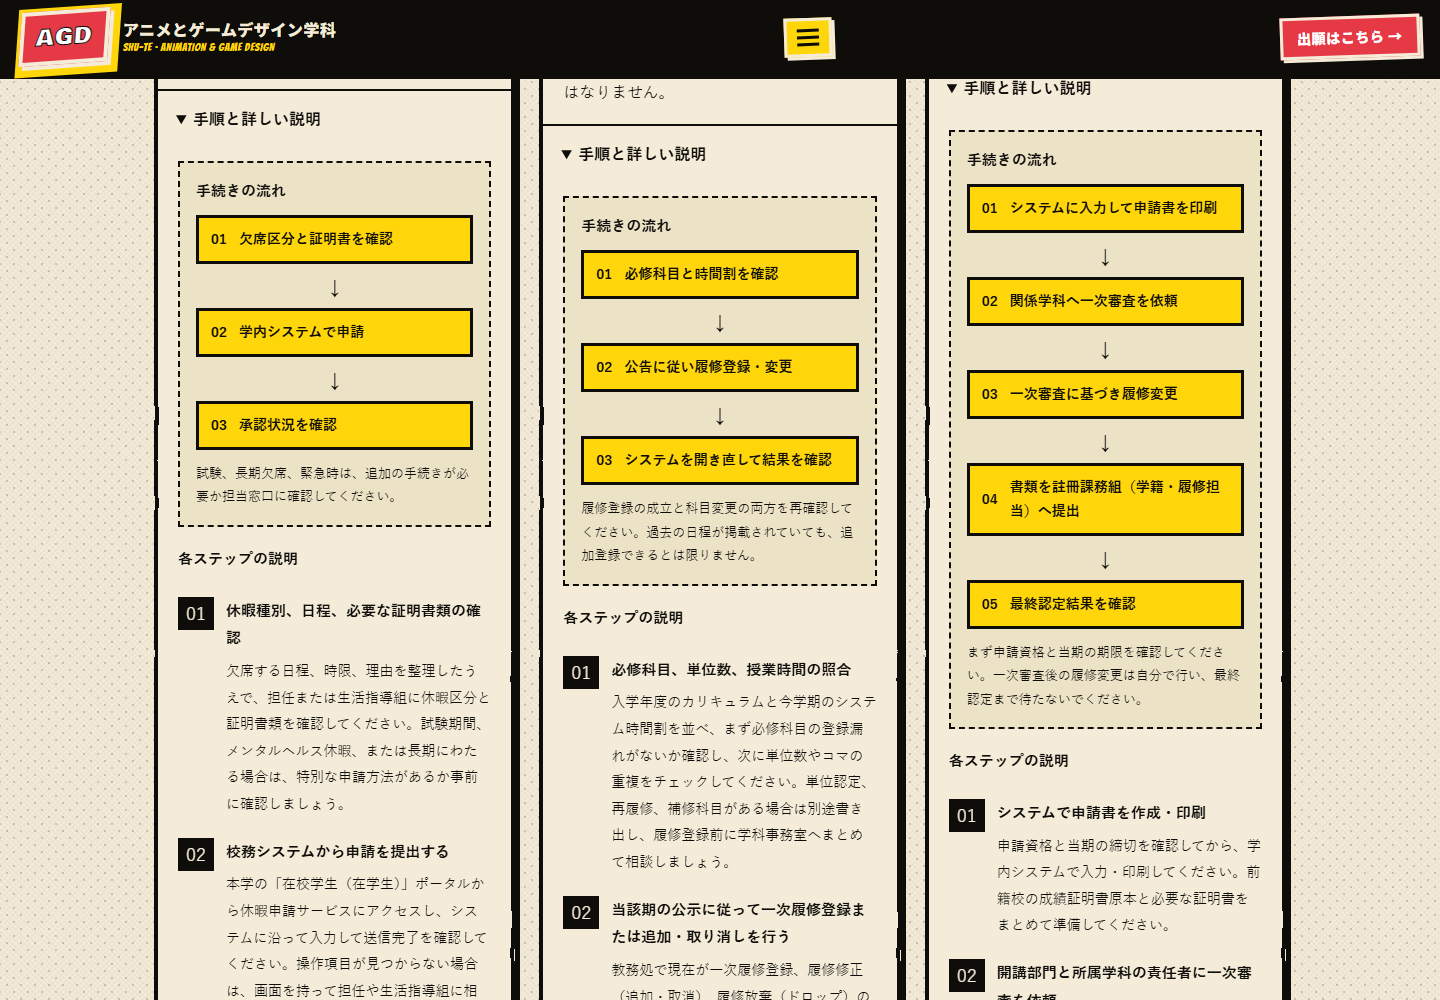 AGD
アニメとゲームデザイン学科
SHU-TE · ANIMATION & GAME DESIGN
出願はこちら →
▼ 手順と詳しい説明
手続きの流れ
01 欠席区分と証明書を確認
↓
02 学内システムで申請
↓
03 承認状況を確認
試験、長期欠席、緊急時は、追加の手続きが必
要か担当窓口に確認してください。
各ステップの説明
01 休暇種別、日程、必要な証明書類の確
認
欠席する日程、時限、理由を整理したう
えで、担任または生活指導組に休暇区分と
証明書類を確認してください。試験期間、
メンタルヘルス休暇、または長期にわた
る場合は、特別な申請方法があるか事前
に確認しましょう。
02 校務システムから申請を提出する
本学の「在校学生（在学生）」ポータルか
ら休暇申請サービスにアクセスし、シス
テムに沿って入力して送信完了を確認して
ください。操作項目が見つからない場合
は、画面を持って担任や生活指導組に相
はなりません。
▼ 手順と詳しい説明
手続きの流れ
01 必修科目と時間割を確認
↓
02 公告に従い履修登録・変更
↓
03 システムを開き直して結果を確認
履修登録の成立と科目変更の両方を再確認して
ください。過去の日程が掲載されていても、追
加登録できるとは限りません。
各ステップの説明
01 必修科目、単位数、授業時間の照合
入学年度のカリキュラムと今学期のシステ
ム時間割を並べ、まず必修科目の登録漏
れがないか確認し、次に単位数やコマの
重複をチェックしてください。単位認定、
再履修、補修科目がある場合は別途書き
出し、履修登録前に学科事務室へまとめ
て相談しましょう。
02 当該期の公示に従って一次履修登録ま
たは追加・取り消しを行う
教務処で現在が一次履修登録、履修修正
（追加・取消）、履修放棄（ドロップ）の
▼ 手順と詳しい説明
手続きの流れ
01 システムに入力して申請書を印刷
↓
02 関係学科へ一次審査を依頼
↓
03 一次審査に基づき履修変更
↓
04 書類を註冊課務組（学籍・履修担
当）へ提出
↓
05 最終認定結果を確認
まず申請資格と当期の期限を確認してくださ
い。一次審査後の履修変更は自分で行い、最終
認定まで待たないでください。
各ステップの説明
01 システムで申請書を作成・印刷
申請資格と当期の締切を確認してから、学
内システムで入力・印刷してください。前
籍校の成績証明書原本と必要な証明書を
まとめて準備してください。
02 開講部門と所属学科の責任者に一次審
査を依頼